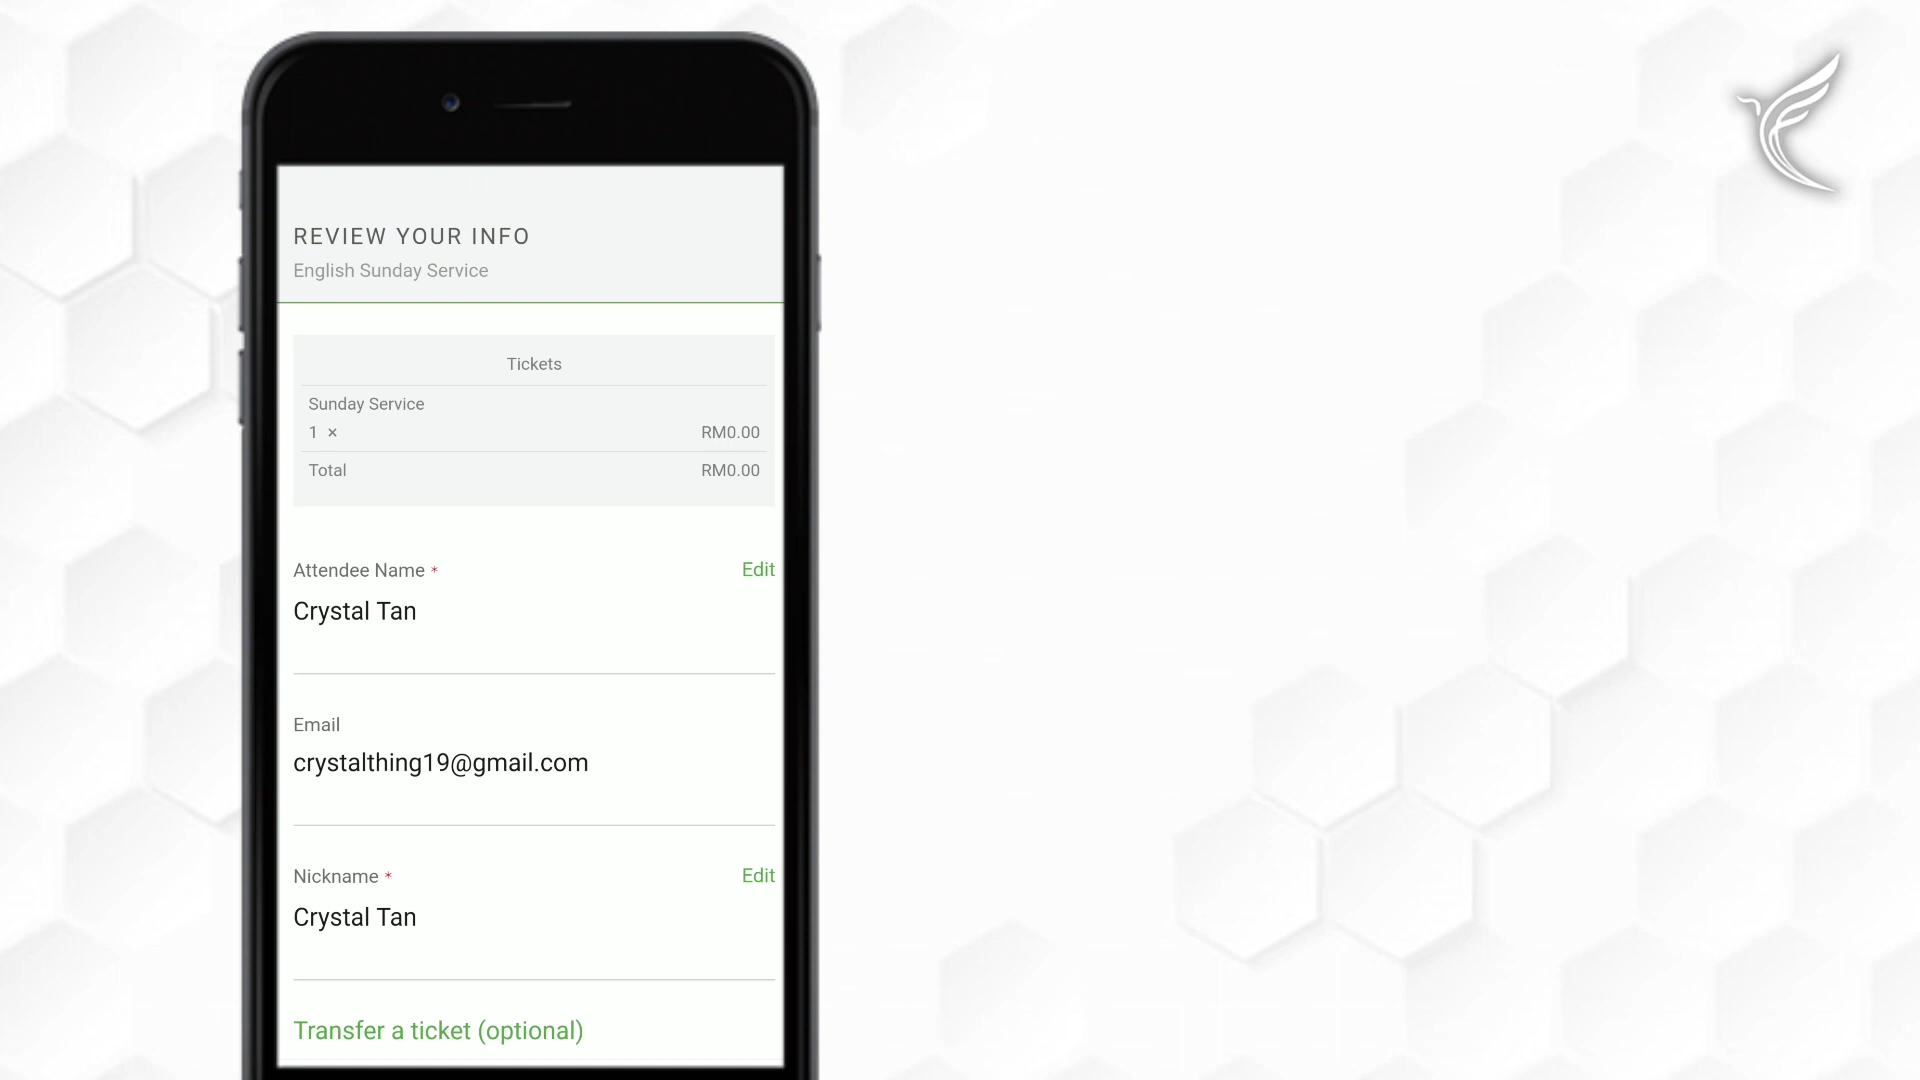 REVIEW YOUR INFO
English Sunday Service
Tickets
Sunday Service
1 × RM0.00
Total RM0.00
Attendee Name * Edit
Crystal Tan
Email
crystalthing19@gmail.com
Nickname * Edit
Crystal Tan
Transfer a ticket (optional)